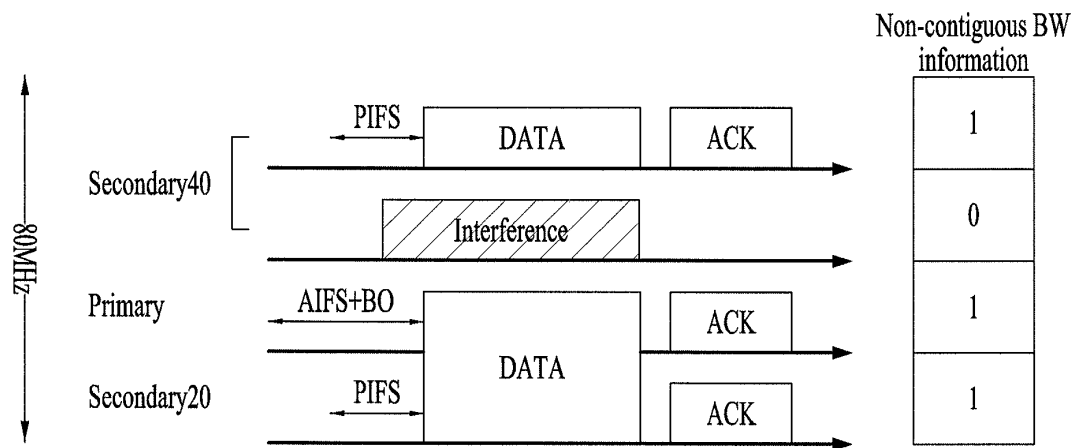 Non-contiguous BW
information
80MHz
PIFS
DATA
ACK
1
Secondary40
Interference
0
Primary
AIFS+BO
DATA
ACK
1
Secondary20
PIFS
ACK
1